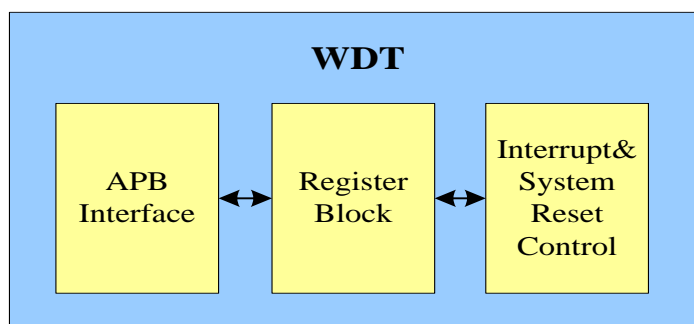 WDT
APB
Interface
Register
Block
Interrupt&
System
Reset
Control